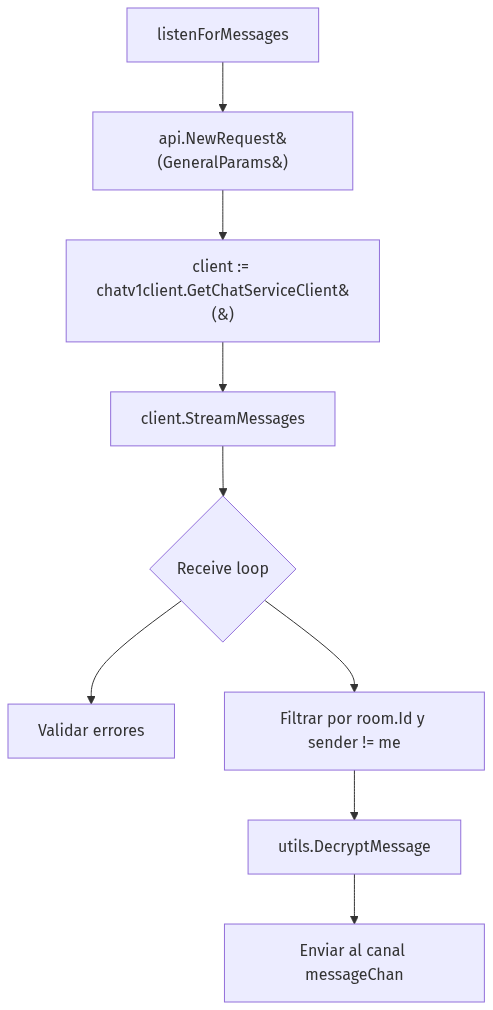 listenForMessages
api.NewRequest&
(GeneralParams&)
client :=
chatv1client.GetChatServiceClient&
(&)
client.StreamMessages
Receive loop
Validar errores
Filtrar por room.Id y
sender != me
utils.DecryptMessage
Enviar al canal
messageChan